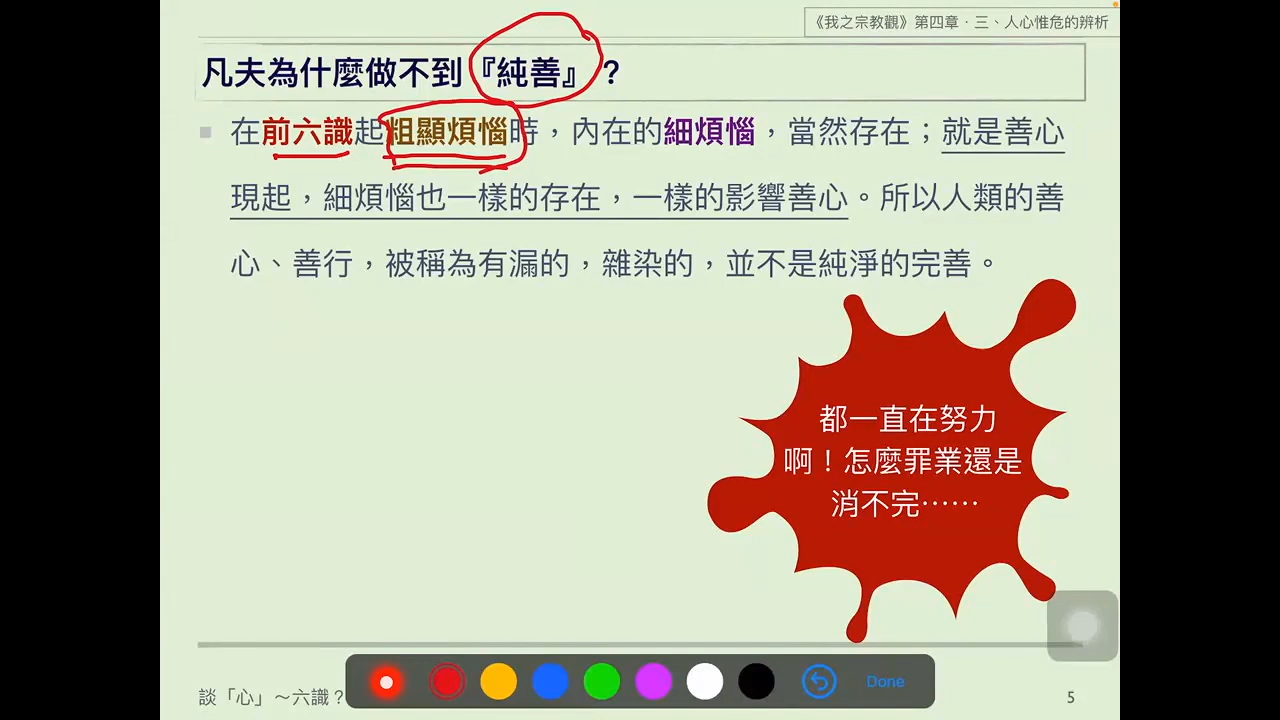 《我之宗教觀》第四章．三、人心惟危的辨析
凡夫為什麼做不到『純善』？
在前六識起粗顯煩惱時，內在的細煩惱，當然存在；就是善心
現起，細煩惱也一樣的存在，一樣的影響善心。所以人類的善
心、善行，被稱為有漏的，雜染的，並不是純淨的完善。
都一直在努力
啊！怎麼罪業還是
消不完⋯⋯
談「心」～六識？
Done
5